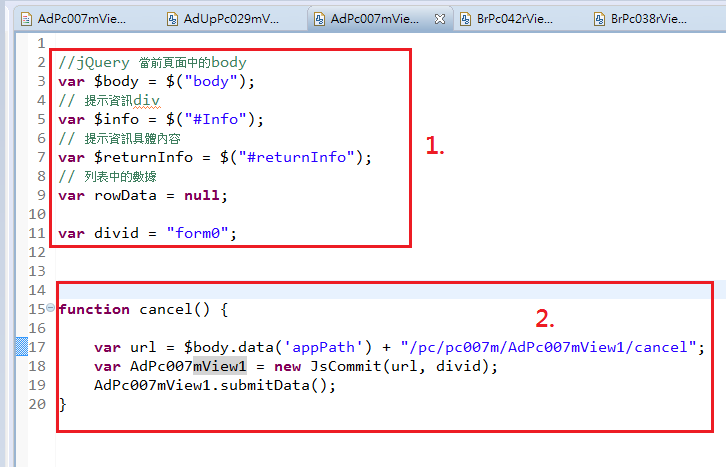 AdPc007mVie...
AdUpPc029mV...
AdPc007mVie...
BrPc042rVie...
BrPc038rVie...
1
2 //jQuery 當前頁面中的body
3 var $body = $("body");
4 // 提示資訊div
5 var $info = $("#Info");
6 // 提示資訊具體內容
7 var $returnInfo = $("#returnInfo");
8 // 列表中的數據
9 var rowData = null;
10
11 var divid = "form0";
1.
12
13
14
15 function cancel() {
2.
16
17 var url = $body.data('appPath') + "/pc/pc007m/AdPc007mView1/cancel";
18 var AdPc007mView1 = new JsCommit(url, divid);
19 AdPc007mView1.submitData();
20 }